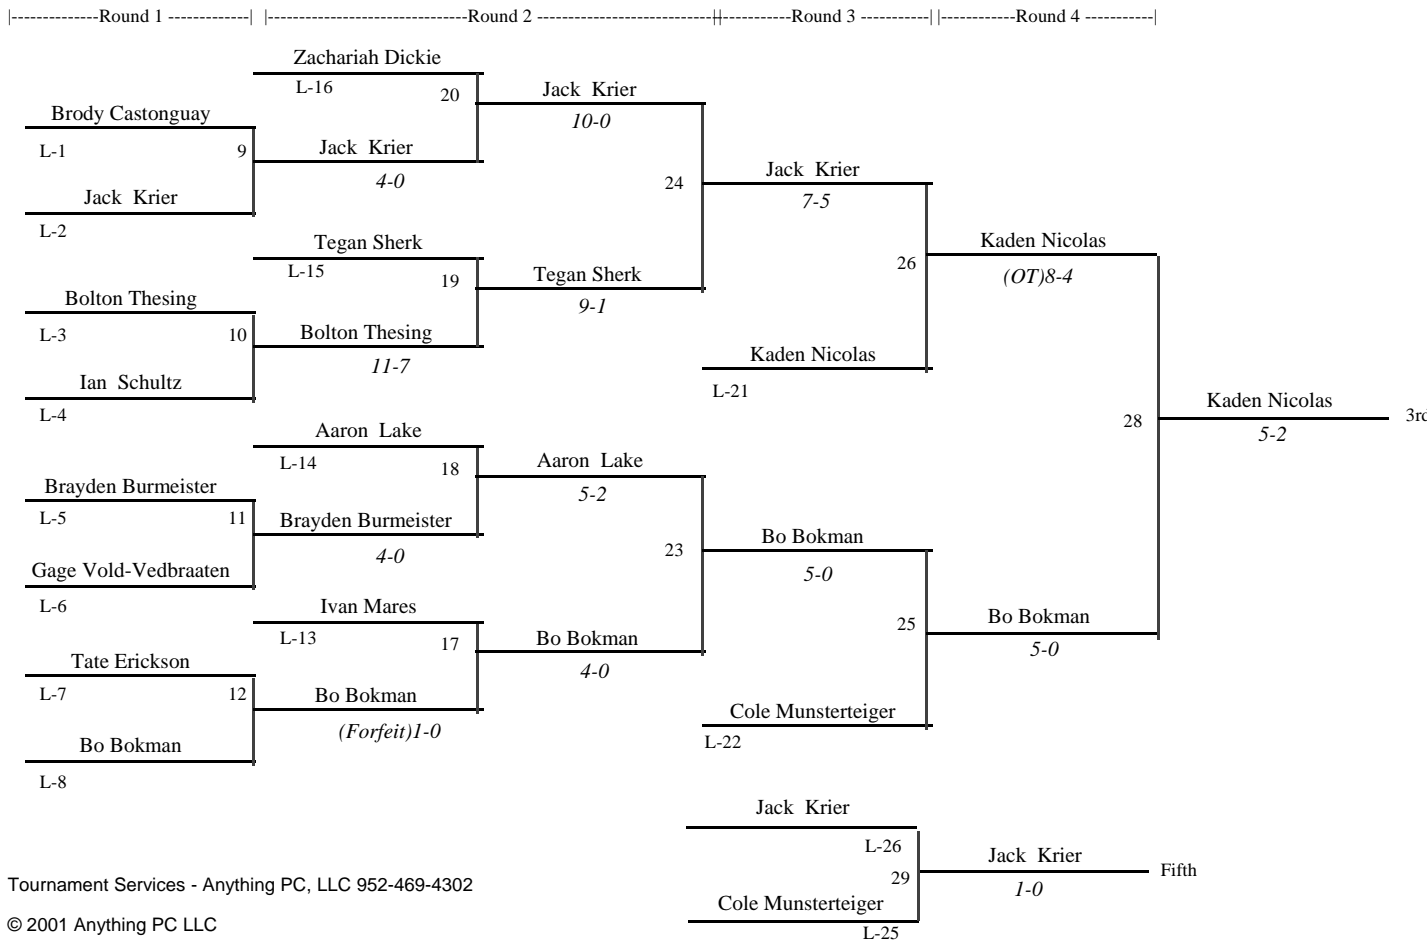 |-------------Round 1 -------------| |-----------------------------Round 2 --------------------------||-----------Round 3 -----------| |-----------Round 4 -----------|
Zachariah Dickie
L-16
20
Jack Krier
10-0
Brody Castonguay
L-1
9
Jack Krier
4-0
Jack Krier
L-2
24
Jack Krier
7-5
Tegan Sherk
L-15
19
Tegan Sherk
9-1
Bolton Thesing
L-3
10
Bolton Thesing
11-7
Ian Schultz
L-4
26
Kaden Nicolas
(OT)8-4
Kaden Nicolas
L-21
Aaron Lake
L-14
18
Aaron Lake
5-2
Brayden Burmeister
L-5
11
Brayden Burmeister
4-0
Gage Vold-Vedbraaten
L-6
23
Bo Bokman
5-0
Ivan Mares
L-13
17
Bo Bokman
4-0
Tate Erickson
L-7
12
Bo Bokman
(Forfeit)1-0
Bo Bokman
L-8
25
Bo Bokman
5-0
Cole Munsterteiger
L-22
28
Kaden Nicolas
5-2
3rd
Jack Krier
L-26
29
Jack Krier
1-0
Fifth
Cole Munsterteiger
L-25
Tournament Services - Anything PC, LLC 952-469-4302
© 2001 Anything PC LLC